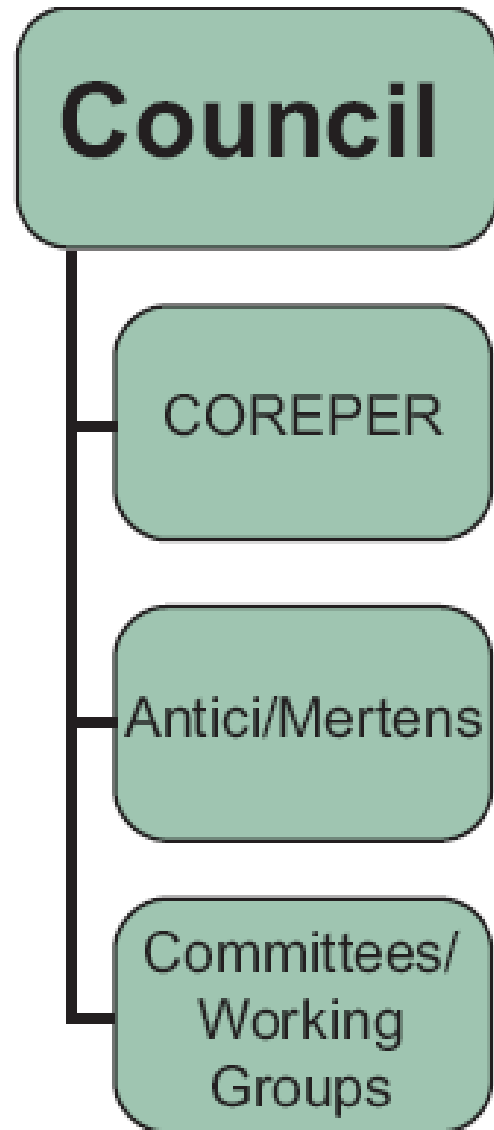 Council
COREPER
Antici/Mertens
Committees/
Working
Groups